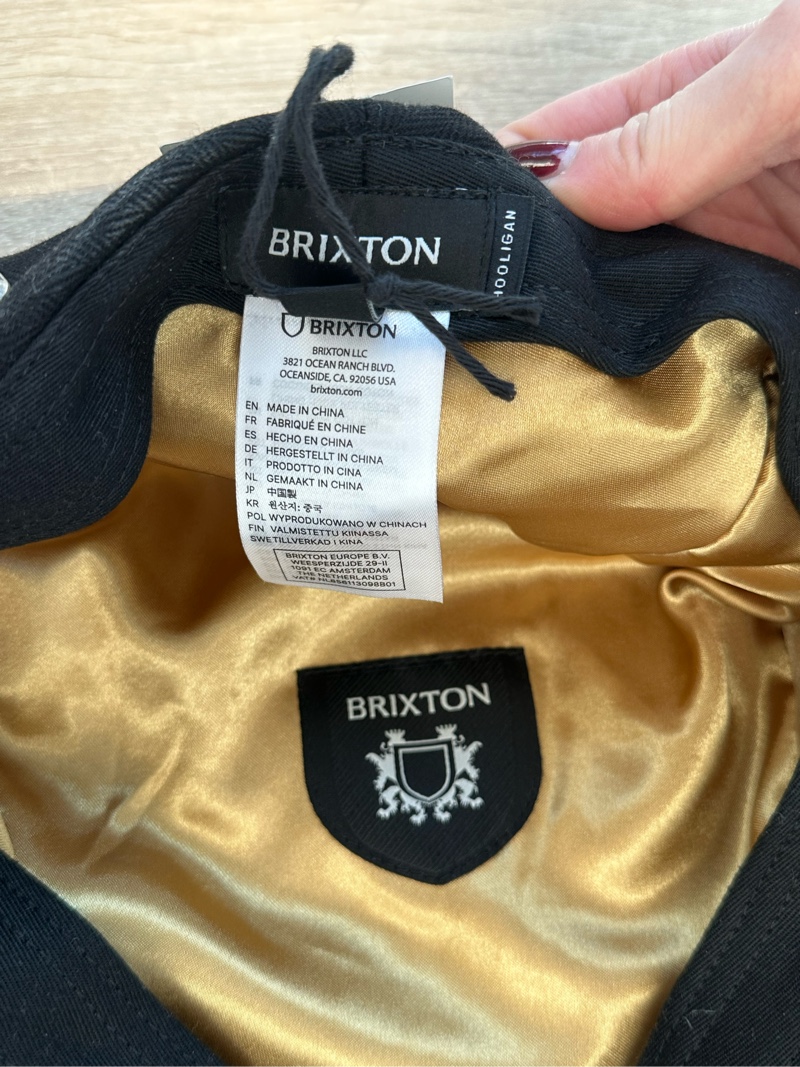 BRIXTON
HOOLIGAN
BRIXTON
BRIXTON LLC
3821 OCEAN RANCH BLVD.
OCEANSIDE, CA. 92056 USA
brixton.com
EN MADE IN CHINA
FR FABRIQUÉ EN CHINE
ES HECHO EN CHINA
DE HERGESTELLT IN CHINA
IT PRODOTTO IN CINA
NL GEMAAKT IN CHINA
JP 中国製
KR 원산지: 중국
POL WYPRODUKOWANO W CHINACH
FIN VALMISTETTU KIINASSA
SWE TILLVERKAD I KINA
BRIXTON EUROPE B.V.
WEESPERZIJDE 29-II
1091 EC AMSTERDAM
THE NETHERLANDS
VAT# NL856113098B01
BRIXTON